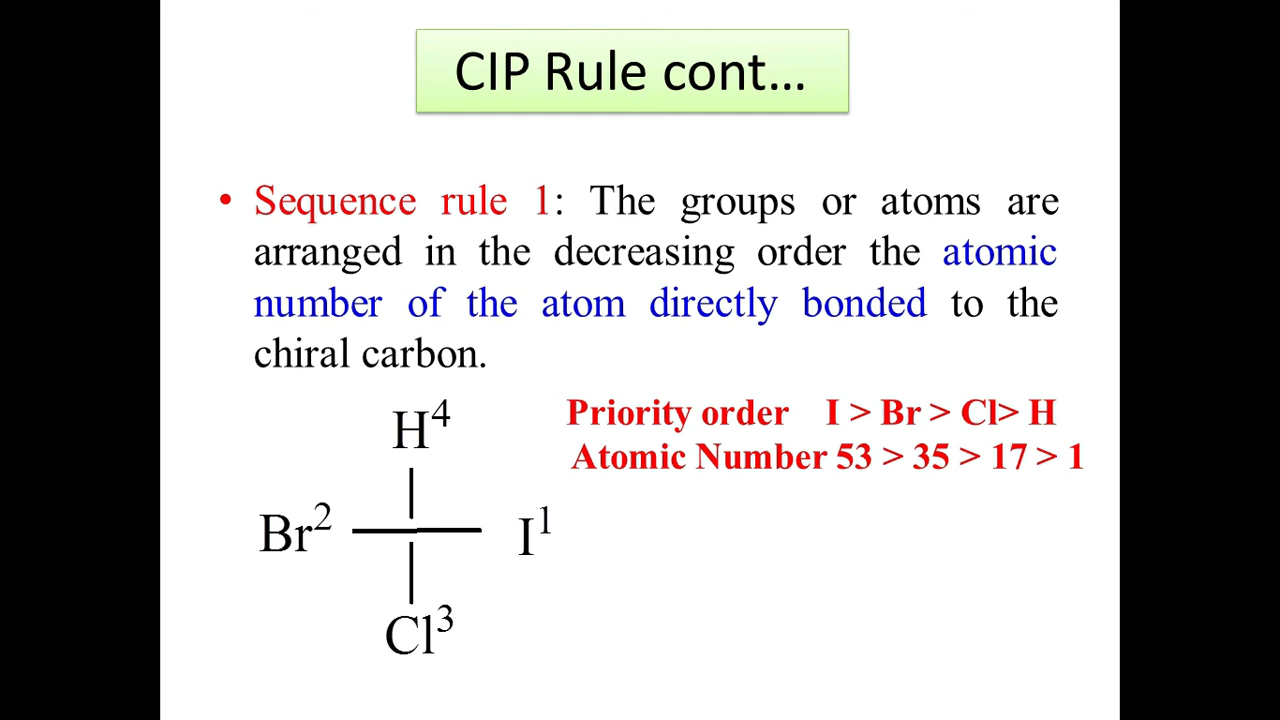 CIP Rule cont...
• Sequence rule 1: The groups or atoms are
arranged in the decreasing order the atomic
number of the atom directly bonded to the
chiral carbon.
Priority order I > Br > Cl> H
Atomic Number 53 > 35 > 17 > 1
H⁴
Br² I¹
Cl³